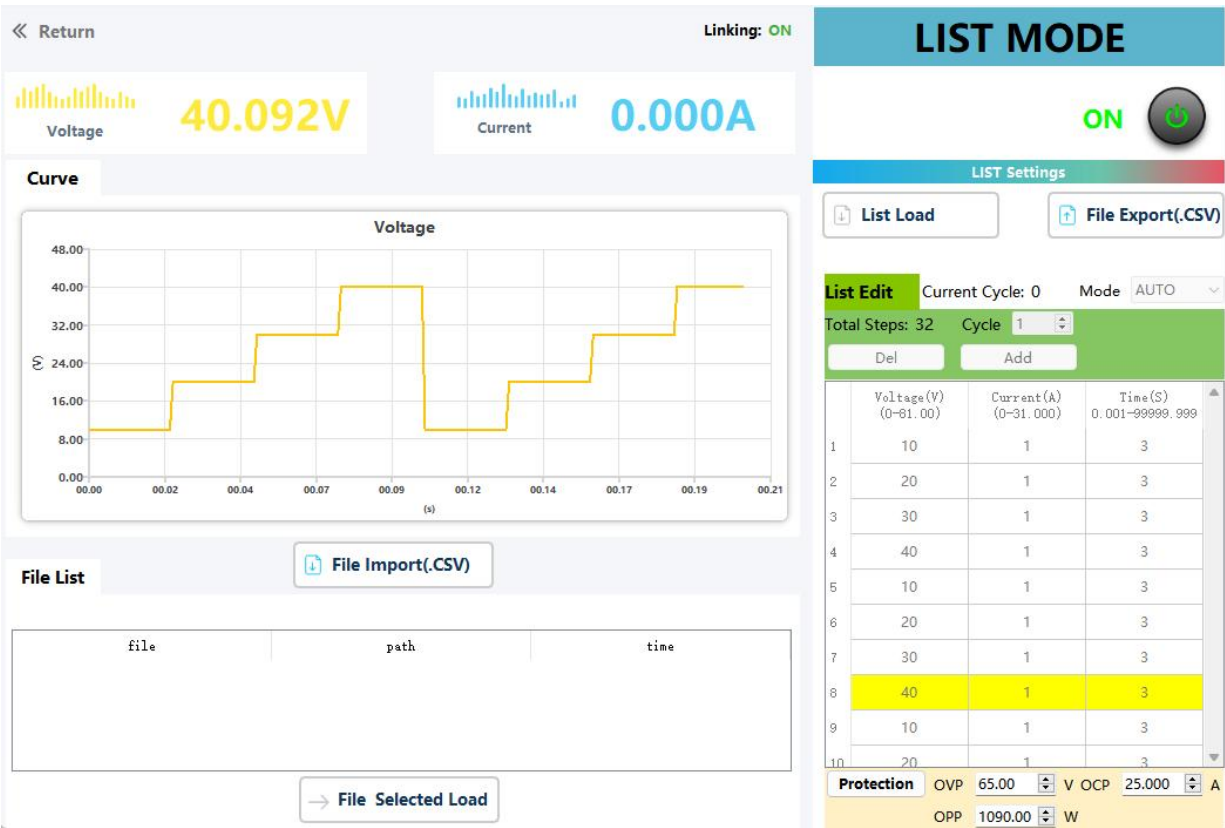 Return
Linking: ON
Voltage
40.092V
Current
0.000A
Curve
Voltage
48.00
40.00
32.00
24.00
16.00
8.00
0.00
(V)
00.00 00.02 00.04 00.07 00.09 00.12 00.14 00.17 00.19 00.21
(s)
File Import(.CSV)
File List
file path time
File Selected Load
LIST MODE
ON
LIST Settings
List Load
File Export(.CSV)
List Edit Current Cycle: 0 Mode AUTO
Total Steps: 32 Cycle 1
Del Add
Voltage(V) Current(A) Time(S)
(0-61.00) (0-31.000) 0.001-99999.999
1 10 1 3
2 20 1 3
3 30 1 3
4 40 1 3
5 10 1 3
6 20 1 3
7 30 1 3
8 40 1 3
9 10 1 3
10 20 1 3
Protection OVP 65.00 V OCP 25.000 A
OPP 1090.00 W